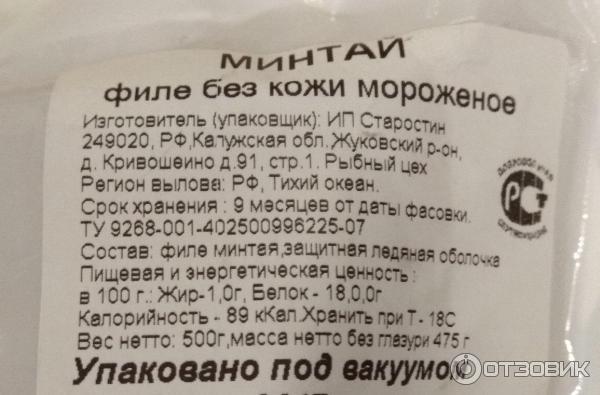 МИНТАЙ
филе без кожи мороженое
Изготовитель (упаковщик): ИП Старостин
249020, РФ,Калужская обл.Жуковский р-он,
д. Кривошеино д.91, стр.1. Рыбный цех
Регион вылова: РФ, Тихий океан.
Срок хранения : 9 месяцев от даты фасовки.
ТУ 9268-001-402500996225-07
Состав: филе минтая,защитная ледяная оболочка
Пищевая и энергетическая ценность :
в 100 г.: Жир-1,0г, Белок - 18,0,0г
Калорийность - 89 кКал.Хранить при Т - 18С
Вес нетто: 500г,масса нетто без глазури 475 г
Упаковано под вакуумом
РСТ
ОТЗОВИК